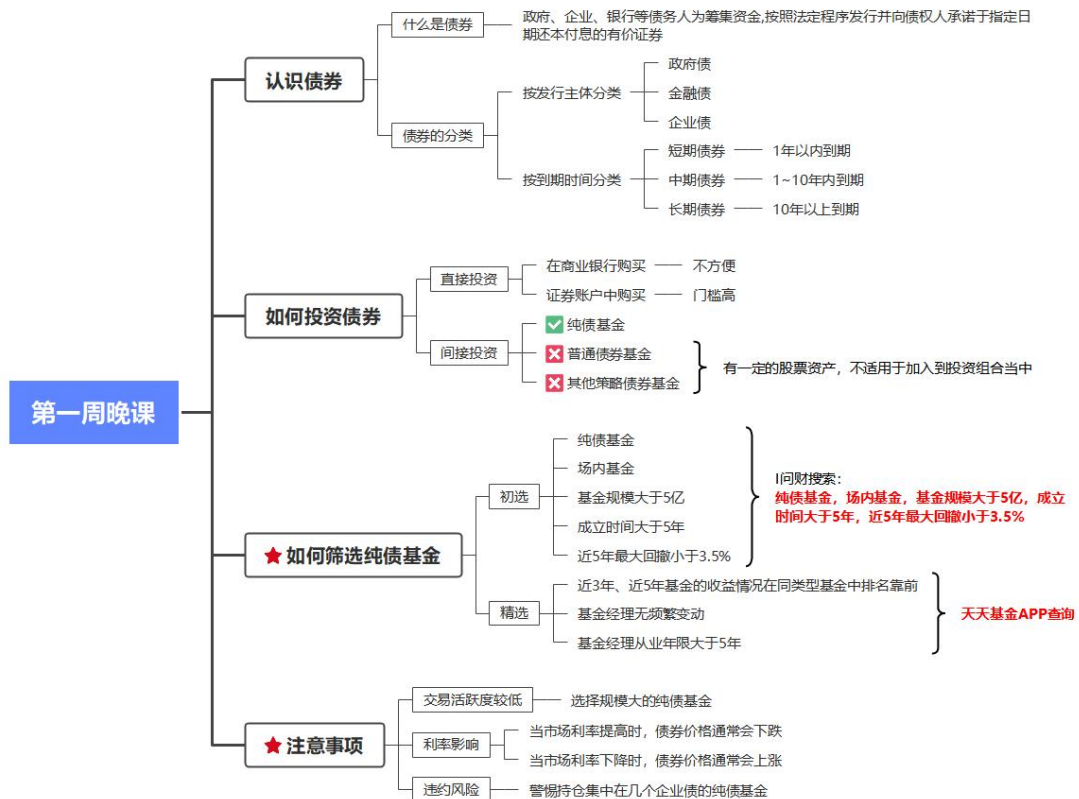 第一周晚课
认识债券
什么是债券
政府、企业、银行等债务人为筹集资金,按照法定程序发行并向债权人承诺于指定日
期还本付息的有价证券
债券的分类
按发行主体分类
政府债
金融债
企业债
按到期时间分类
短期债券
1年以内到期
中期债券
1~10年内到期
长期债券
10年以上到期
如何投资债券
直接投资
在商业银行购买
不方便
证券账户中购买
门槛高
间接投资
纯债基金
普通债券基金
其他策略债券基金
有一定的股票资产，不适用于加入到投资组合当中
如何筛选纯债基金
初选
纯债基金
场内基金
基金规模大于5亿
成立时间大于5年
近5年最大回撤小于3.5%
I问财搜索：
纯债基金，场内基金，基金规模大于5亿，成立
时间大于5年，近5年最大回撤小于3.5%
精选
近3年、近5年基金的收益情况在同类型基金中排名靠前
基金经理无频繁变动
基金经理从业年限大于5年
天天基金APP查询
注意事项
交易活跃度较低
选择规模大的纯债基金
利率影响
当市场利率提高时，债券价格通常会下跌
当市场利率下降时，债券价格通常会上涨
违约风险
警惕持仓集中在几个企业债的纯债基金